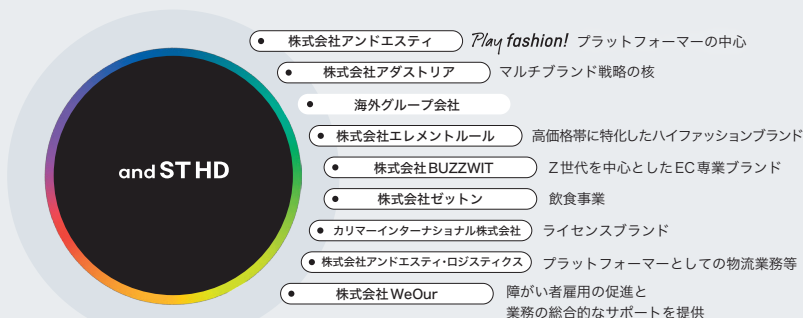 and ST HD
株式会社アンドエスティ Play fashion! プラットフォーマーの中心
株式会社アダストリア マルチブランド戦略の核
海外グループ会社
株式会社エレメントルール 高価格帯に特化したハイファッションブランド
株式会社BUZZWIT Z世代を中心としたEC専業ブランド
株式会社ゼットン 飲食事業
カリマーインターナショナル株式会社 ライセンスブランド
株式会社アンドエスティ・ロジスティクス プラットフォーマーとしての物流業務等
株式会社WeOur 障がい者雇用の促進と
業務の総合的なサポートを提供